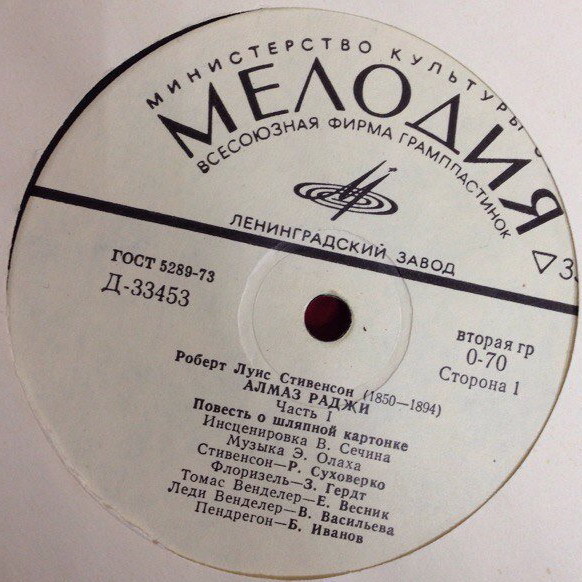 МИНИСТЕРСТВО КУЛЬТУРЫ
МЕЛОДИЯ
ВСЕСОЮЗНАЯ ФИРМА ГРАМПЛАСТИНОК
ЛЕНИНГРАДСКИЙ ЗАВОД
ГОСТ 5289-73
Д-33453
вторая гр
0-70
Сторона 1
Роберт Луис Стивенсон (1850—1894)
АЛМАЗ РАДЖИ
Часть I
Повесть о шляпной картонке
Инсценировка В. Сечина
Музыка Э. Олаха
Стивенсон—Р. Суховерко
Флоризель—З. Гердт
Томас Венделер—Е. Весник
Леди Венделер—В. Васильева
Пендрегон—Б. Иванов